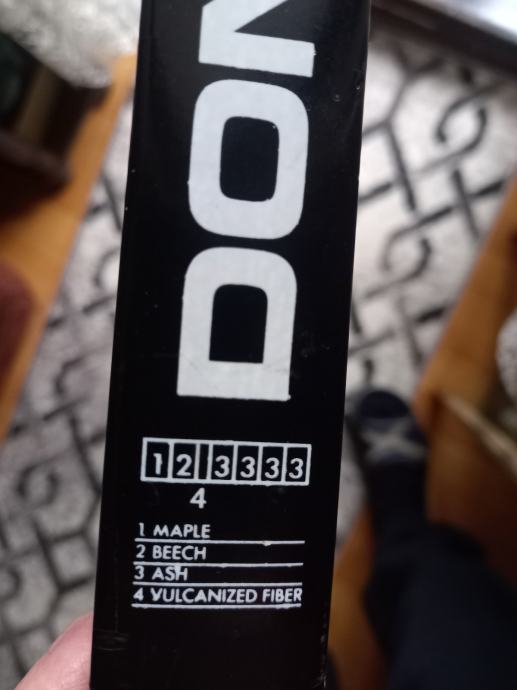 DON
1 2 3 3 3 3
4
1 MAPLE
2 BEECH
3 ASH
4 VULCANIZED FIBER